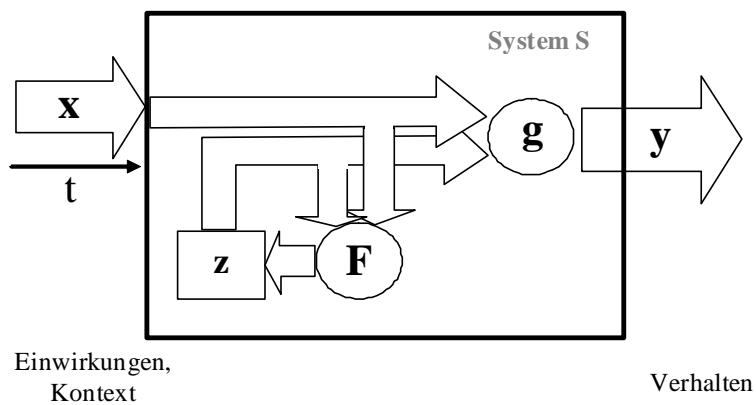 System S
x
g
y
t
z
F
Einwirkungen,
Kontext
Verhalten